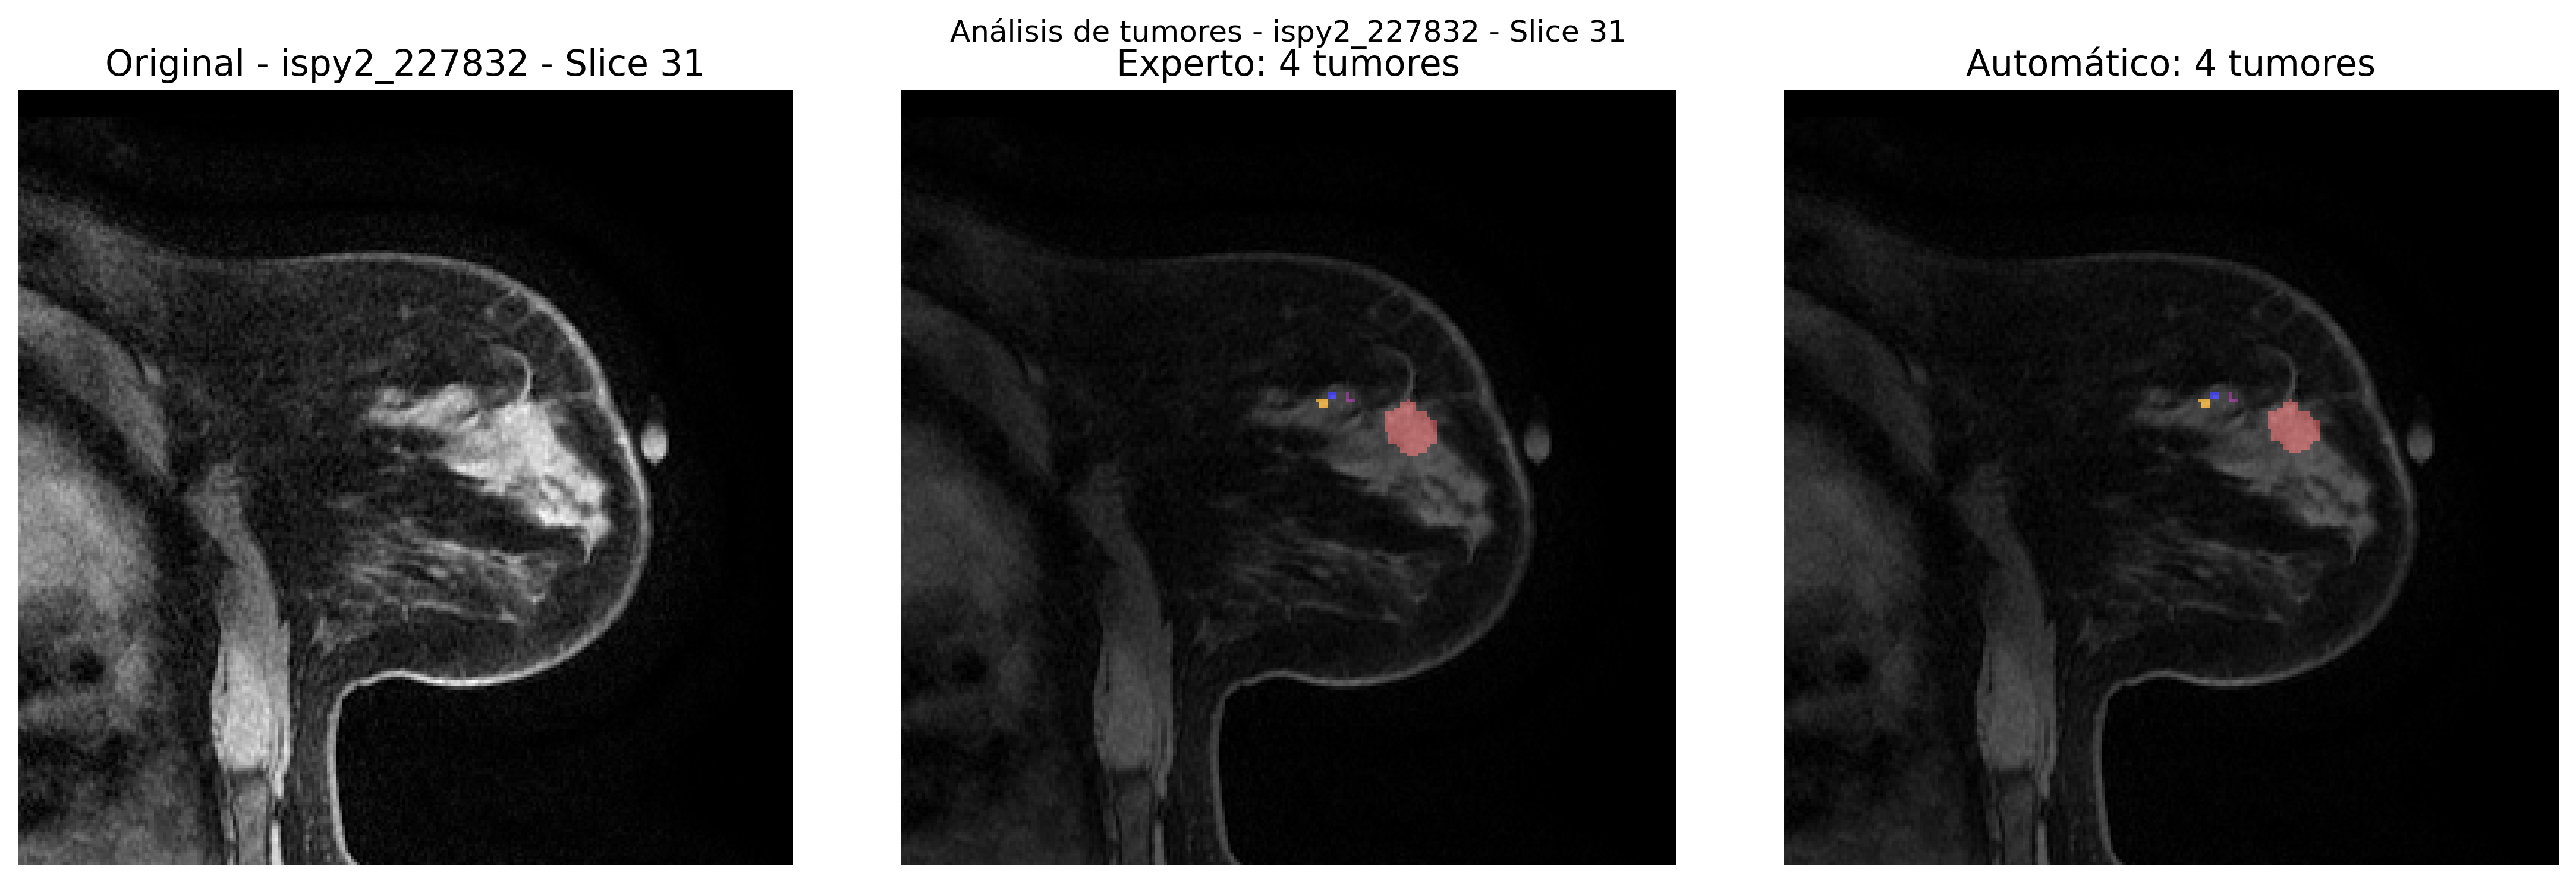 Análisis de tumores - ispy2_227832 - Slice 31
Original - ispy2_227832 - Slice 31
Experto: 4 tumores
Automático: 4 tumores